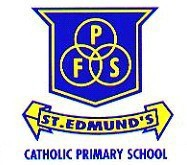 P
F S
ST. EDMUND'S
CATHOLIC PRIMARY SCHOOL